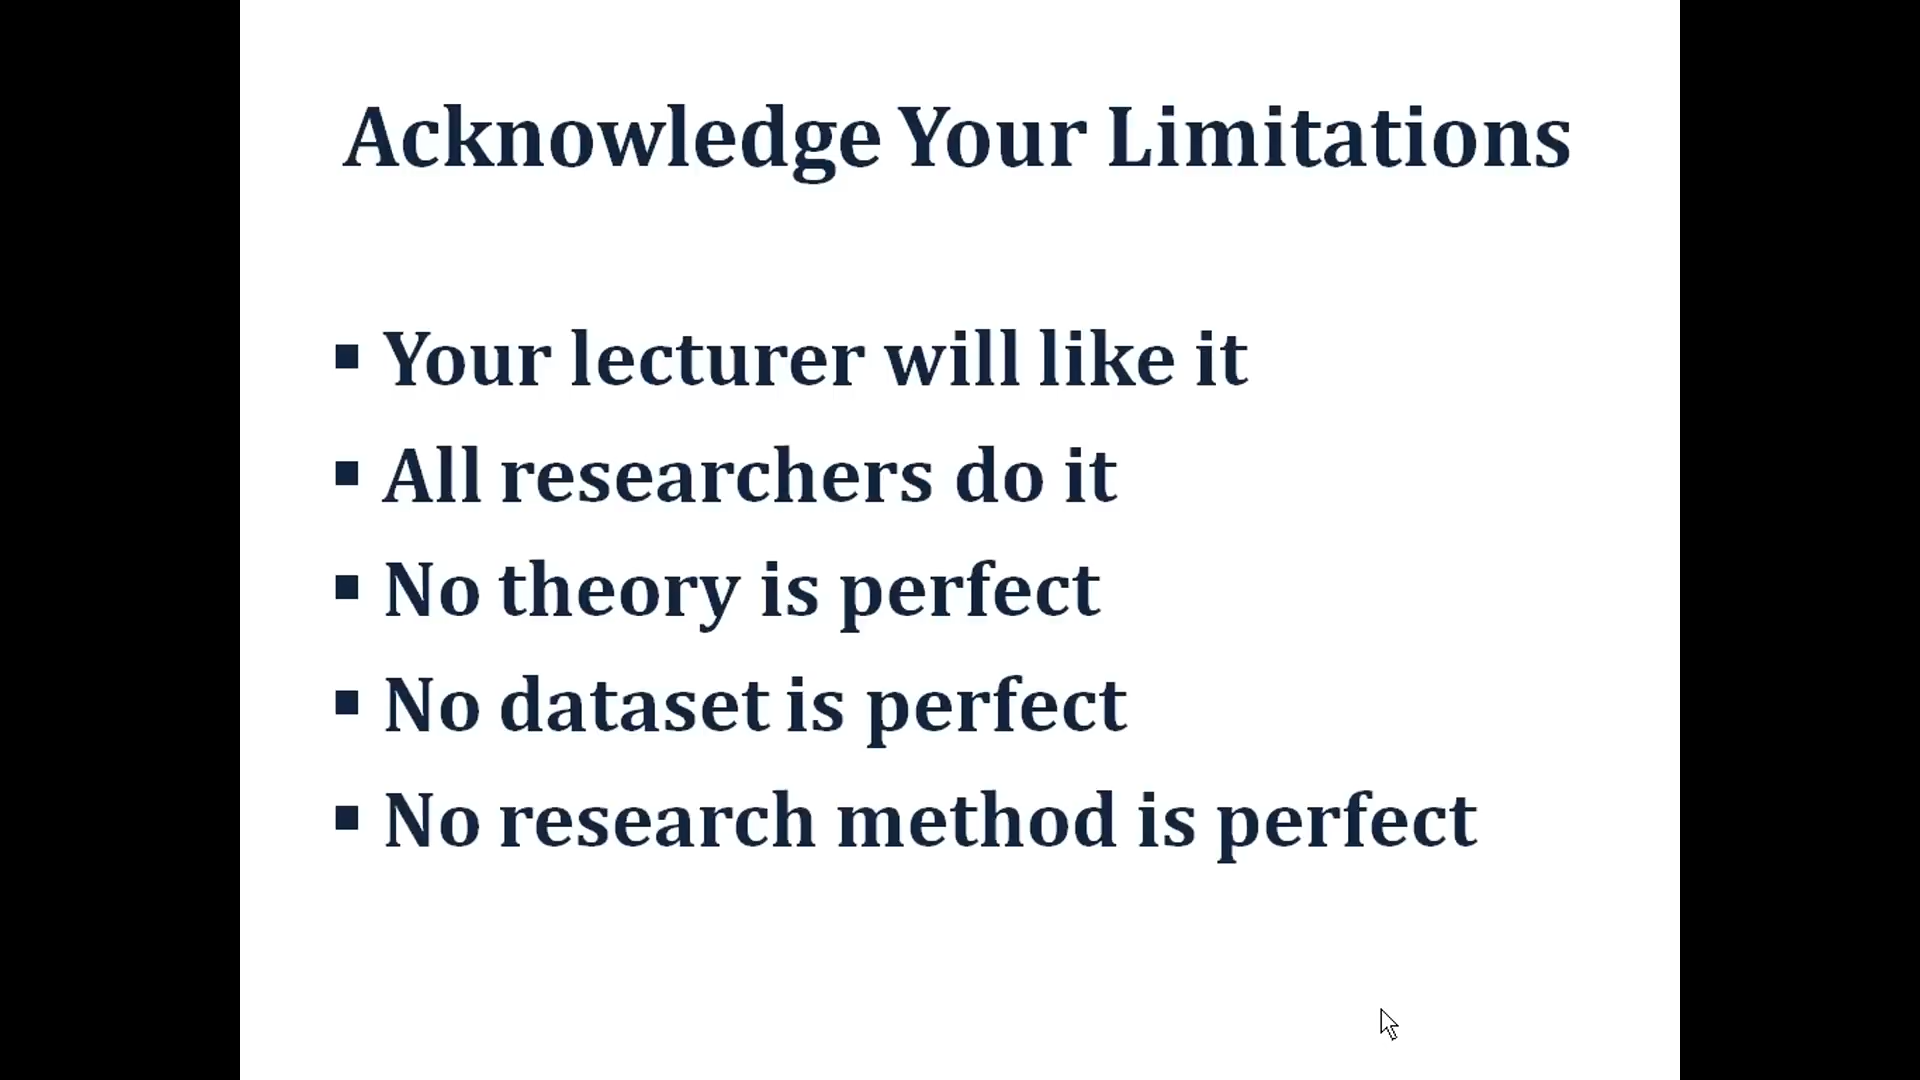 Acknowledge Your Limitations
▪ Your lecturer will like it
▪ All researchers do it
▪ No theory is perfect
▪ No dataset is perfect
▪ No research method is perfect